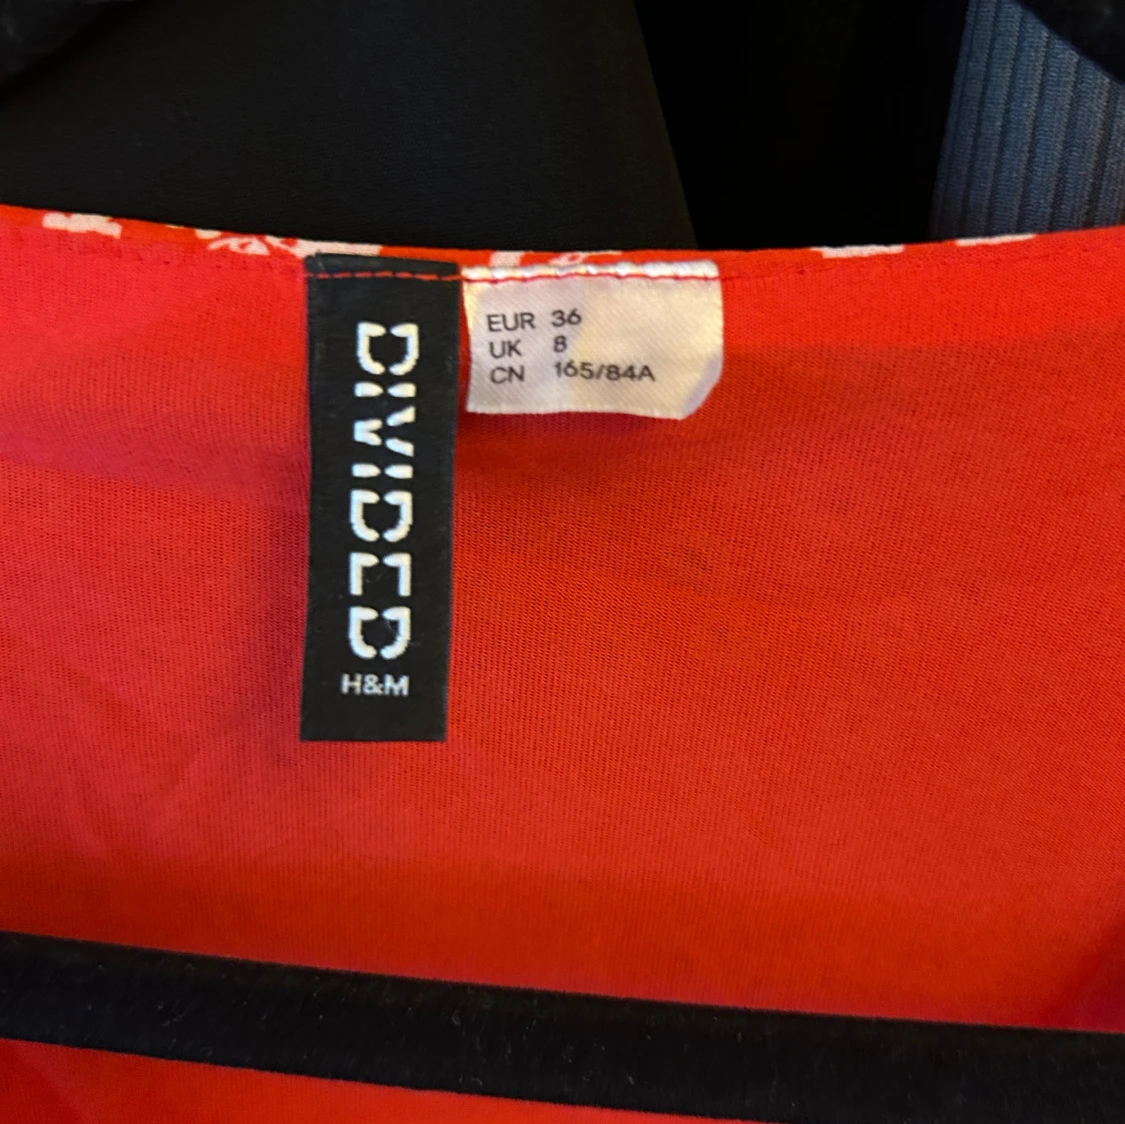 DIVIDED
H&M
EUR 36
UK 8
CN 165/84A